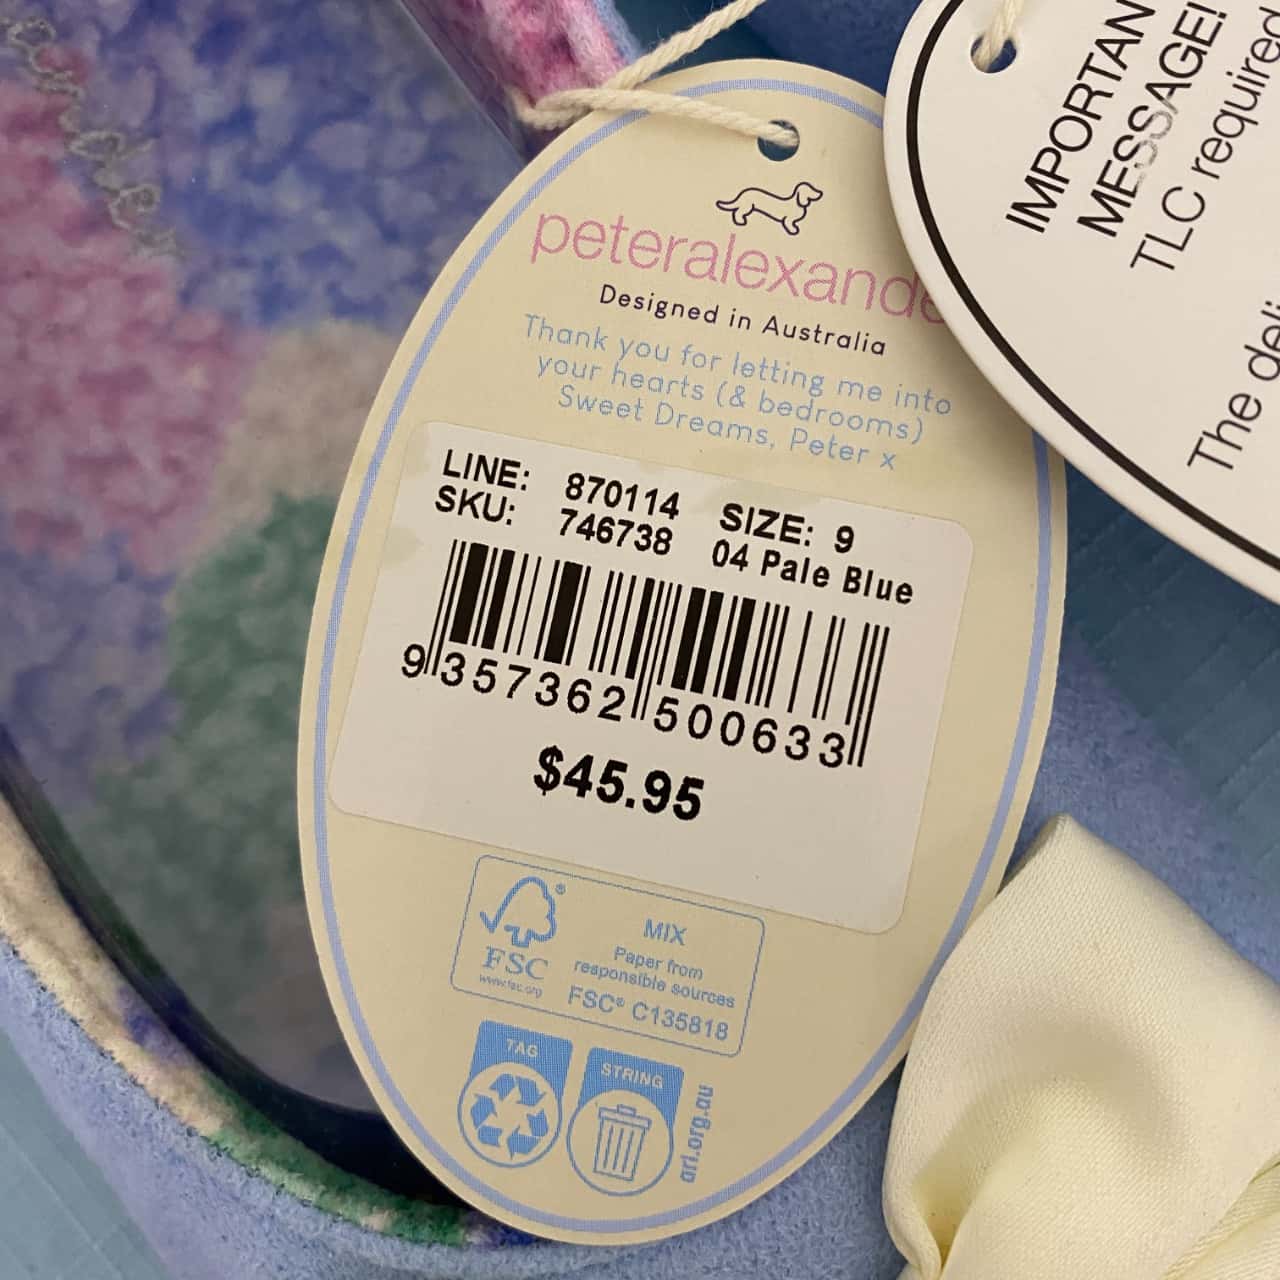 peteralexande
Designed in Australia
Thank you for letting me into
your hearts (& bedrooms)
Sweet Dreams, Peter x
LINE: 870114 SIZE: 9
SKU: 746738 04 Pale Blue
9 357362 500633
$45.95
FSC
www.fsc.org
MIX
Paper from
responsible sources
FSC® C135818
TAG
STRING
ari.org.au
IMPORTAN
MESSAGE!
TLC required
The deli